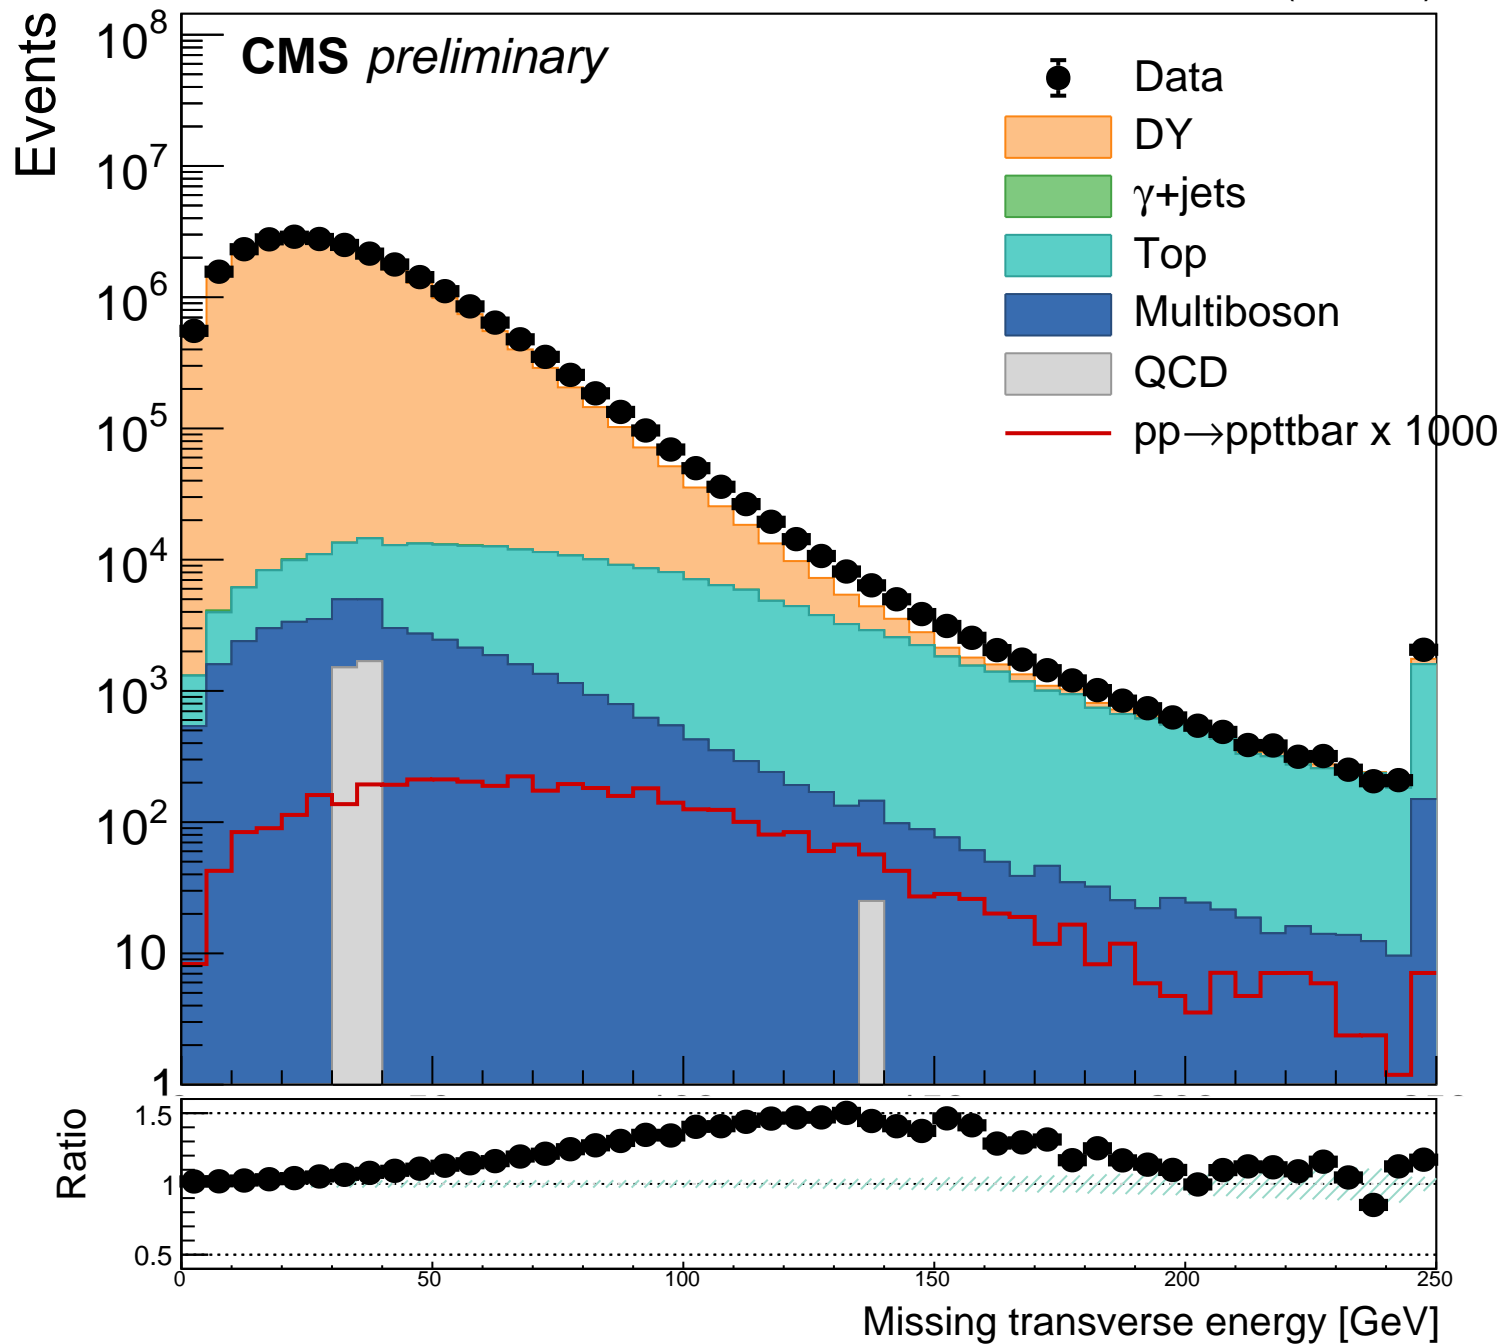 CMS preliminary
Events
10^8
10^7
10^6
10^5
10^4
10^3
10^2
10
1
Data
DY
γ+jets
Top
Multiboson
QCD
pp→ppttbar x 1000
Ratio
1.5
1
0.5
0 50 100 150 200 250
Missing transverse energy [GeV]